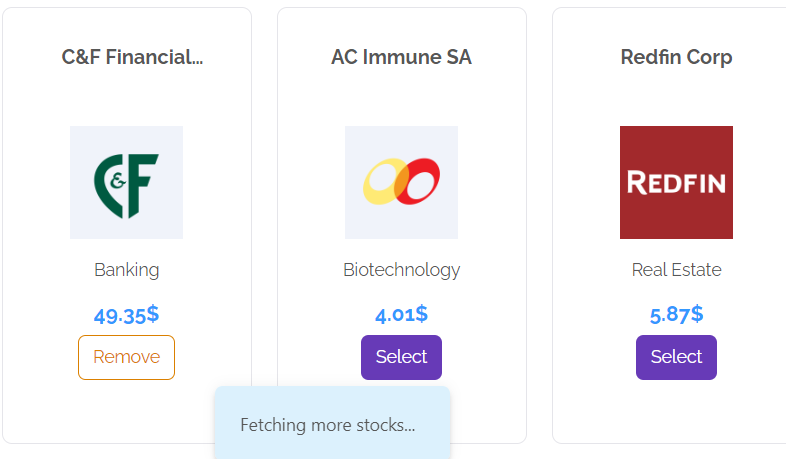 C&F Financial...
AC Immune SA
Redfin Corp
C&F
REDFIN
Banking
Biotechnology
Real Estate
49.35$
4.01$
5.87$
Remove
Select
Select
Fetching more stocks...